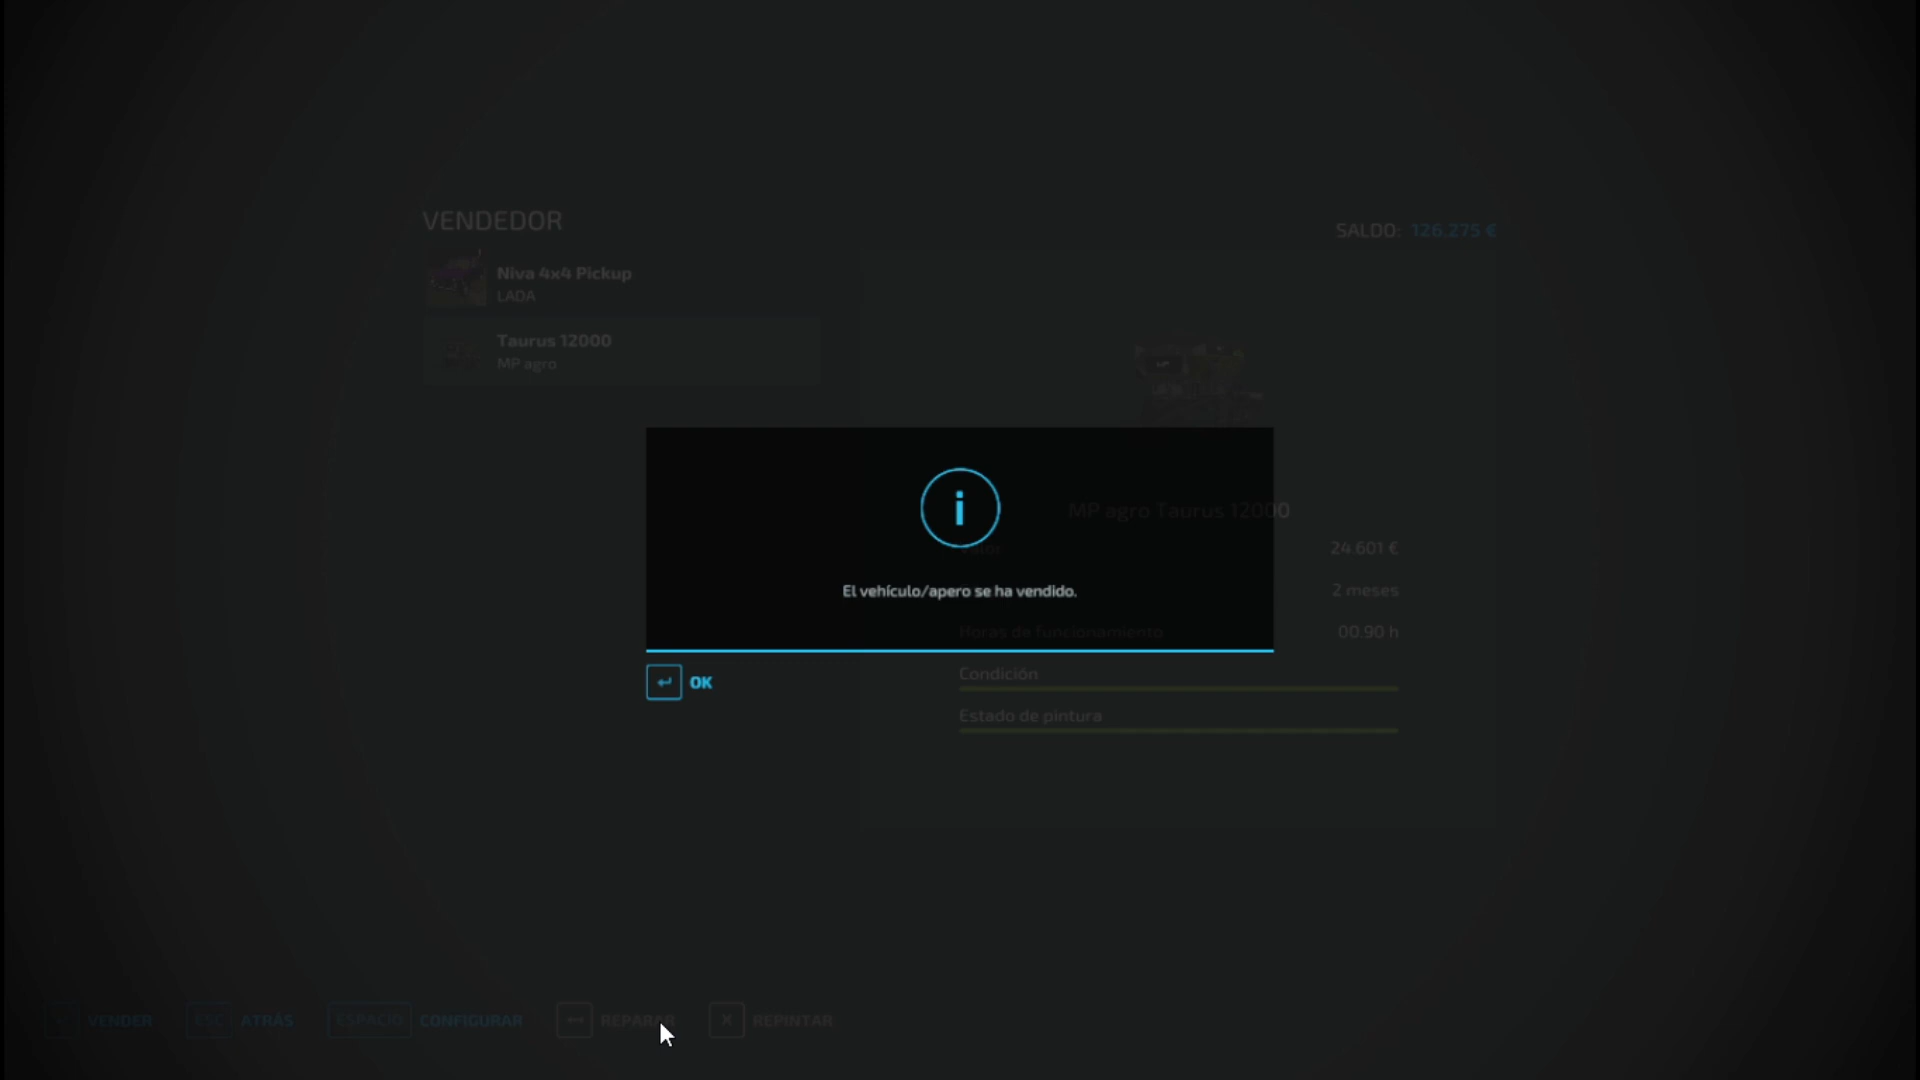 VENDEDOR
SALDO: 126.275 €
Niva 4x4 Pickup
LADA
Taurus 12000
MP agro
MP agro Taurus 12000
Valor
24.601 €
El vehículo/apero se ha vendido.
2 meses
Horas de funcionamiento
00:90 h
OK
Condición
Estado de pintura
VENDER
ESC ATRÁS
ESPACIO CONFIGURAR
REPARAR
X REPINTAR